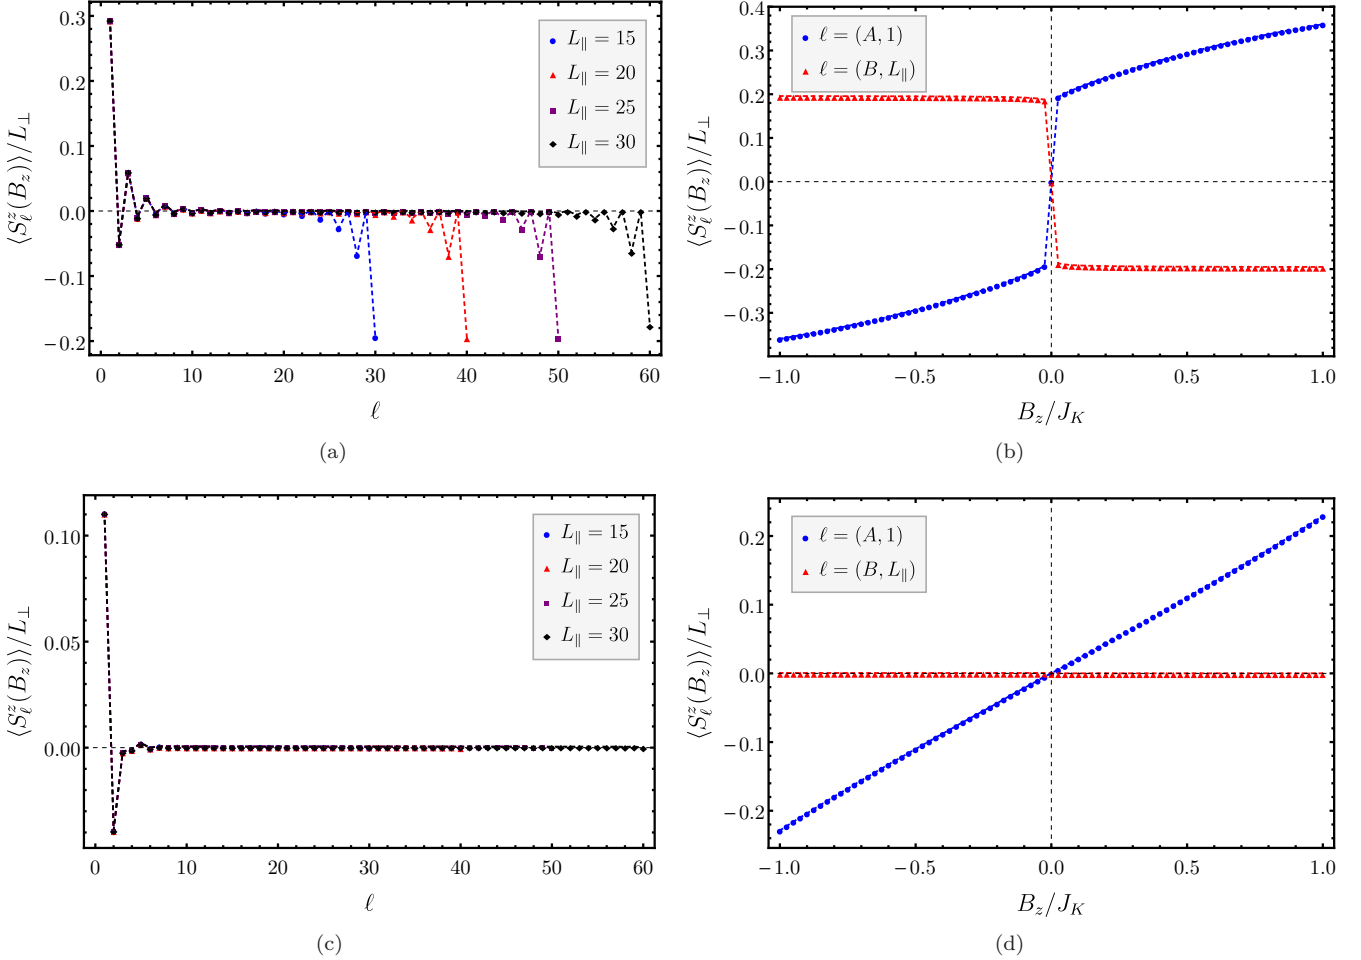 ⟨S_ℓ^z(B_z)⟩/L_⊥
0.3
0.2
0.1
0.0
−0.1
−0.2
0 10 20 30 40 50 60
ℓ
L_∥ = 15
L_∥ = 20
L_∥ = 25
L_∥ = 30
(a)
⟨S_ℓ^z(B_z)⟩/L_⊥
0.4
0.3
0.2
0.1
0.0
−0.1
−0.2
−0.3
−1.0 −0.5 0.0 0.5 1.0
B_z/J_K
ℓ = (A, 1)
ℓ = (B, L_∥)
(b)
⟨S_ℓ^z(B_z)⟩/L_⊥
0.10
0.05
0.00
0 10 20 30 40 50 60
ℓ
L_∥ = 15
L_∥ = 20
L_∥ = 25
L_∥ = 30
(c)
⟨S_ℓ^z(B_z)⟩/L_⊥
0.2
0.1
0.0
−0.1
−0.2
−1.0 −0.5 0.0 0.5 1.0
B_z/J_K
ℓ = (A, 1)
ℓ = (B, L_∥)
(d)